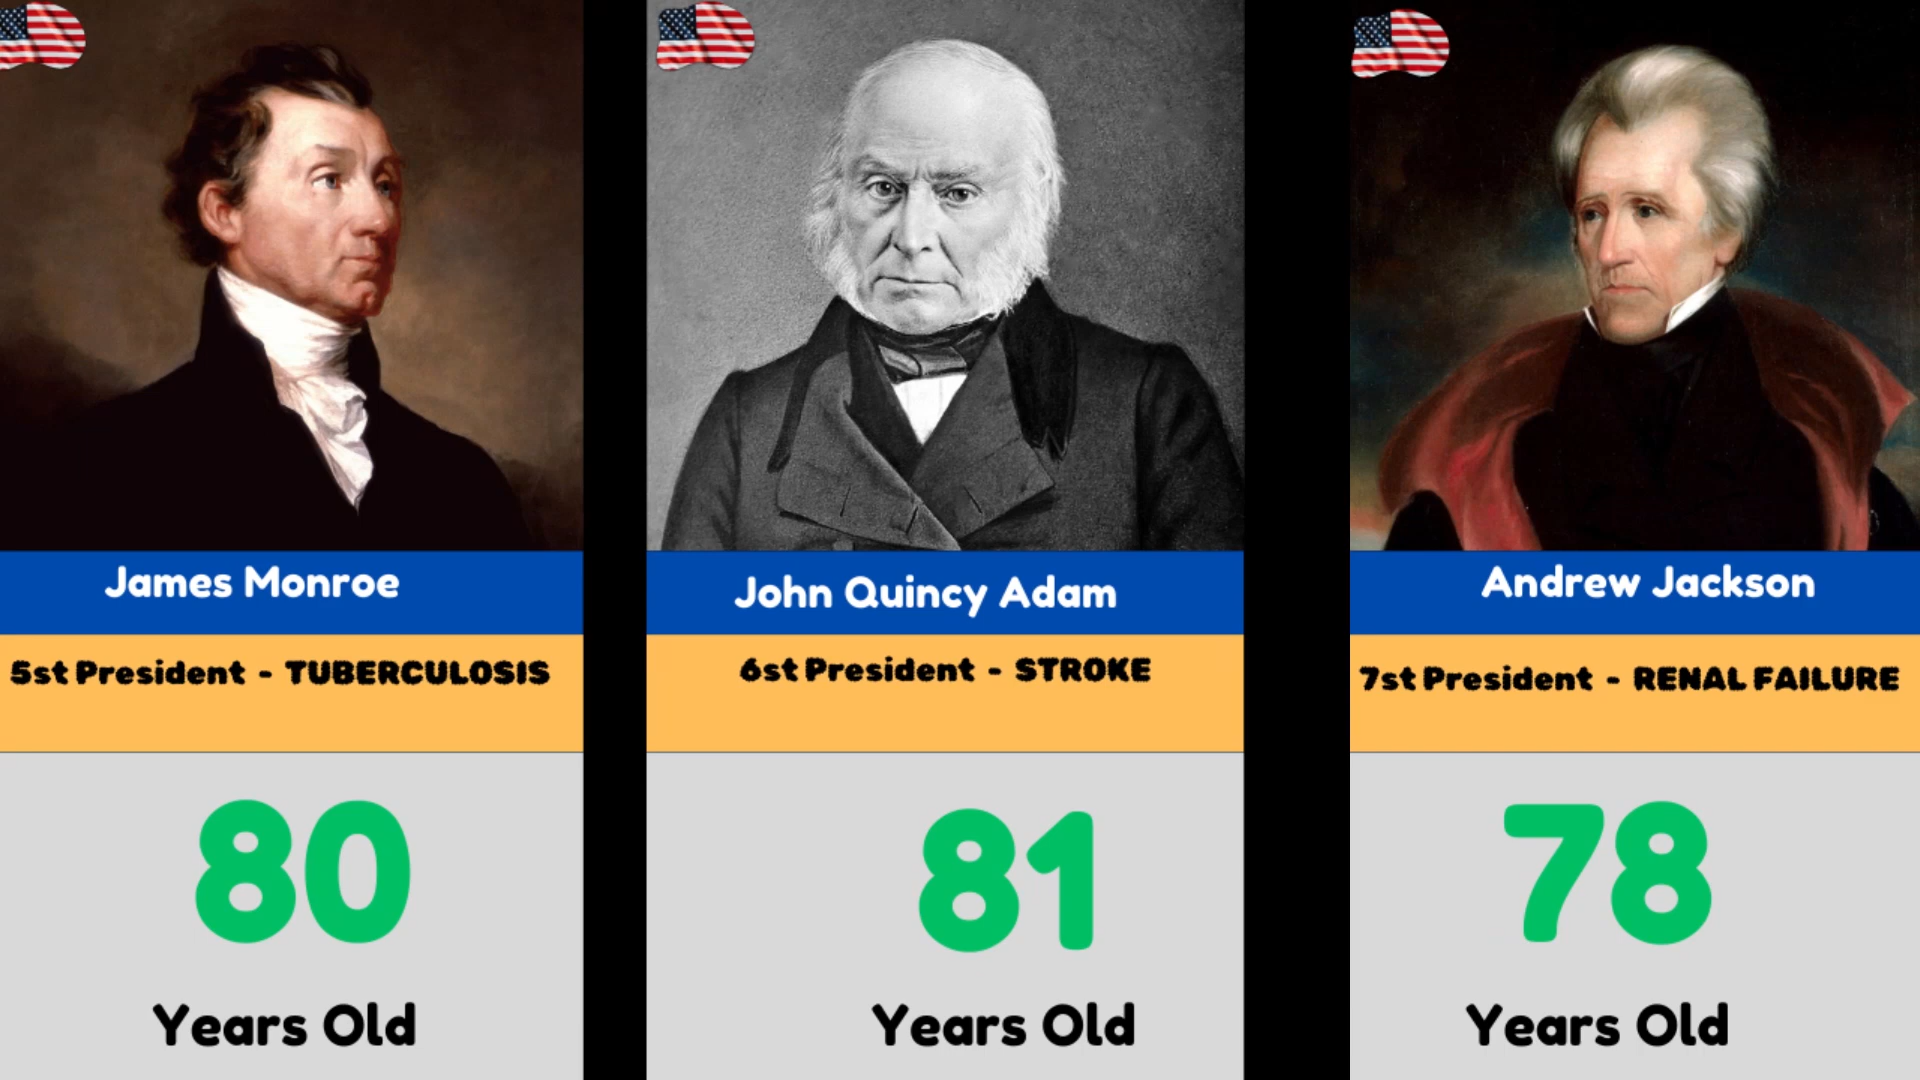 James Monroe
5st President - TUBERCULOSIS
80
Years Old
John Quincy Adam
6st President - STROKE
81
Years Old
Andrew Jackson
7st President - RENAL FAILURE
78
Years Old